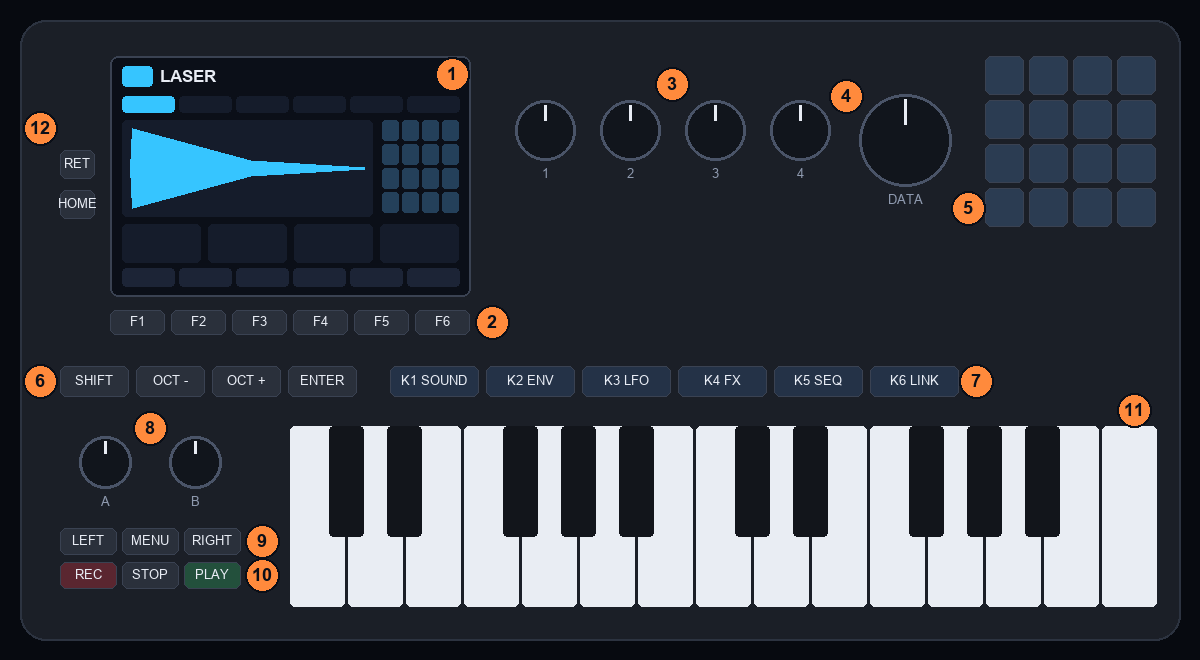 LASER
1
12
RET
HOME
3
1
2
3
4
4
DATA
5
F1 F2 F3 F4 F5 F6
2
6
SHIFT OCT - OCT + ENTER
K1 SOUND K2 ENV K3 LFO K4 FX K5 SEQ K6 LINK
7
8
A B
11
LEFT MENU RIGHT
9
REC STOP PLAY
10